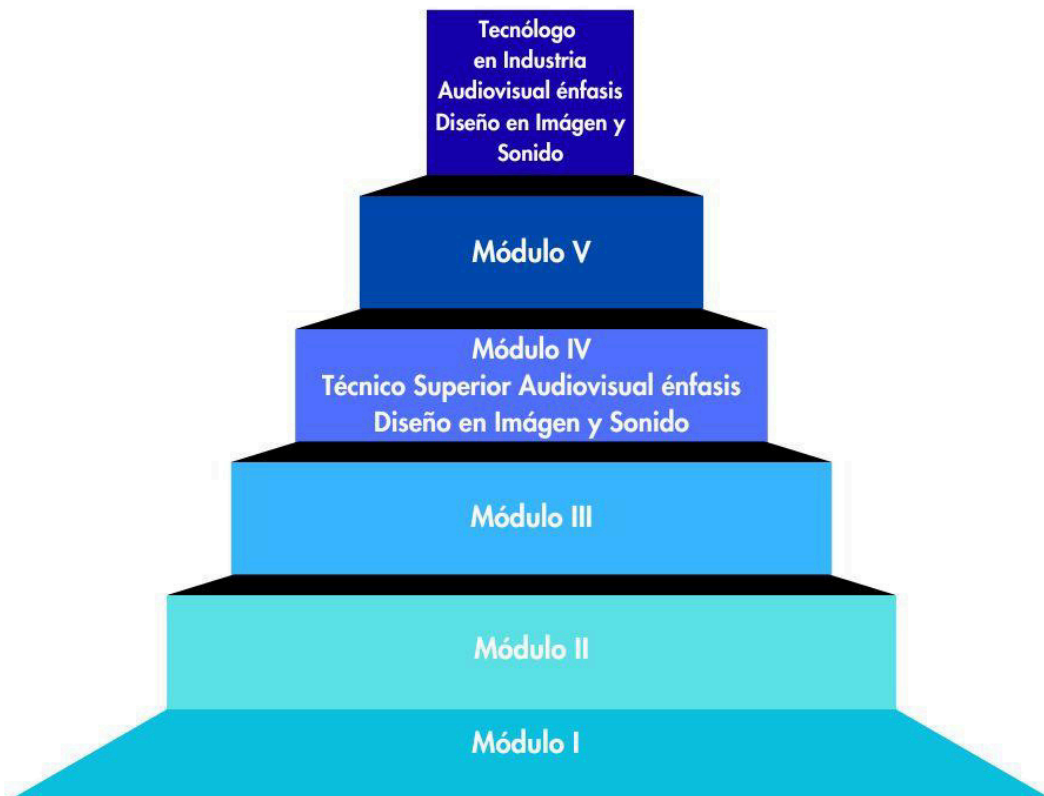 Tecnólogo
en Industria
Audiovisual énfasis
Diseño en Imágen y
Sonido
Módulo V
Módulo IV
Técnico Superior Audiovisual énfasis
Diseño en Imágen y Sonido
Módulo III
Módulo II
Módulo I